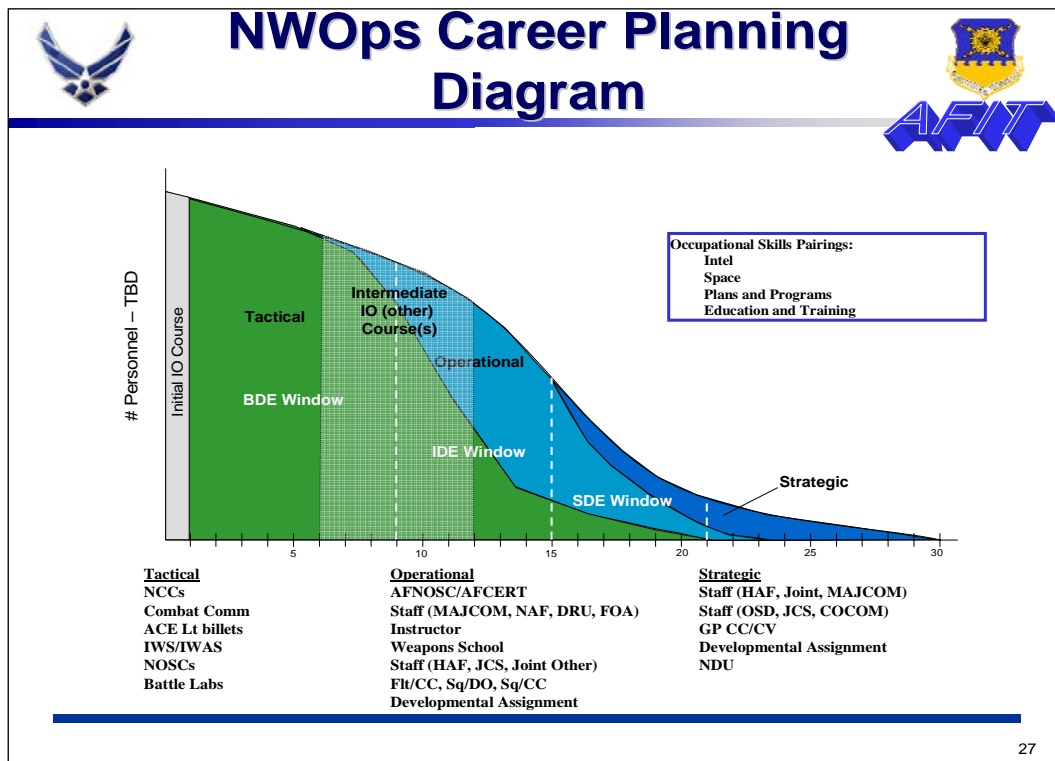 NWOps Career Planning
Diagram
AFIT
# Personnel – TBD
Initial IO Course
Tactical
Intermediate
IO (other)
Course(s)
Operational
BDE Window
IDE Window
SDE Window
Strategic
Occupational Skills Pairings:
Intel
Space
Plans and Programs
Education and Training
5
10
15
20
25
30
Tactical
NCCs
Combat Comm
ACE Lt billets
IWS/IWAS
NOSCs
Battle Labs
Operational
AFNOSC/AFCERT
Staff (MAJCOM, NAF, DRU, FOA)
Instructor
Weapons School
Staff (HAF, JCS, Joint Other)
Flt/CC, Sq/DO, Sq/CC
Developmental Assignment
Strategic
Staff (HAF, Joint, MAJCOM)
Staff (OSD, JCS, COCOM)
GP CC/CV
Developmental Assignment
NDU
27